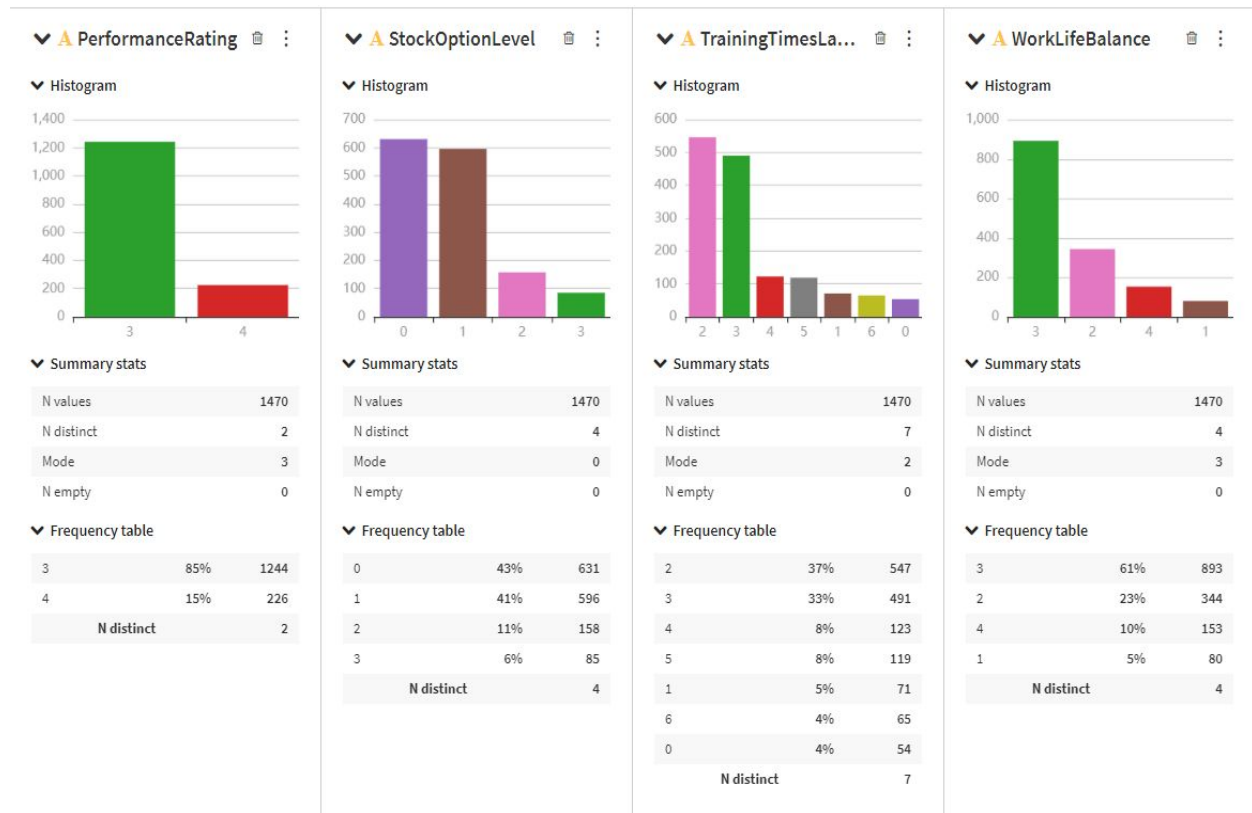 A PerformanceRating
Histogram
1,400
1,200
1,000
800
600
400
200
0
3 4
Summary stats
N values 1470
N distinct 2
Mode 3
N empty 0
Frequency table
3 85% 1244
4 15% 226
N distinct 2
A StockOptionLevel
Histogram
700
600
500
400
300
200
100
0
0 1 2 3
Summary stats
N values 1470
N distinct 4
Mode 0
N empty 0
Frequency table
0 43% 631
1 41% 596
2 11% 158
3 6% 85
N distinct 4
A TrainingTimesLa...
Histogram
600
500
400
300
200
100
0
2 3 4 5 1 6 0
Summary stats
N values 1470
N distinct 7
Mode 2
N empty 0
Frequency table
2 37% 547
3 33% 491
4 8% 123
5 8% 119
1 5% 71
6 4% 65
0 4% 54
N distinct 7
A WorkLifeBalance
Histogram
1,000
800
600
400
200
0
3 2 4 1
Summary stats
N values 1470
N distinct 4
Mode 3
N empty 0
Frequency table
3 61% 893
2 23% 344
4 10% 153
1 5% 80
N distinct 4